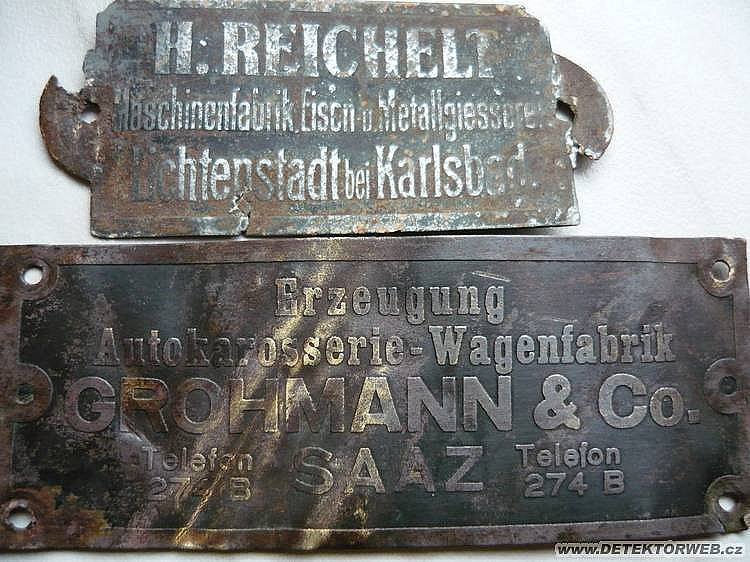 H. REICHELT
Maschinenfabrik, Eisen u. Metallgiesserei
Lichtenstadt bei Karlsbad.
Erzeugung
Autokarosserie-Wagenfabrik
GROHMANN & Co.
Telefon 274 B SAAZ Telefon 274 B
www.DETEKTORWEB.cz